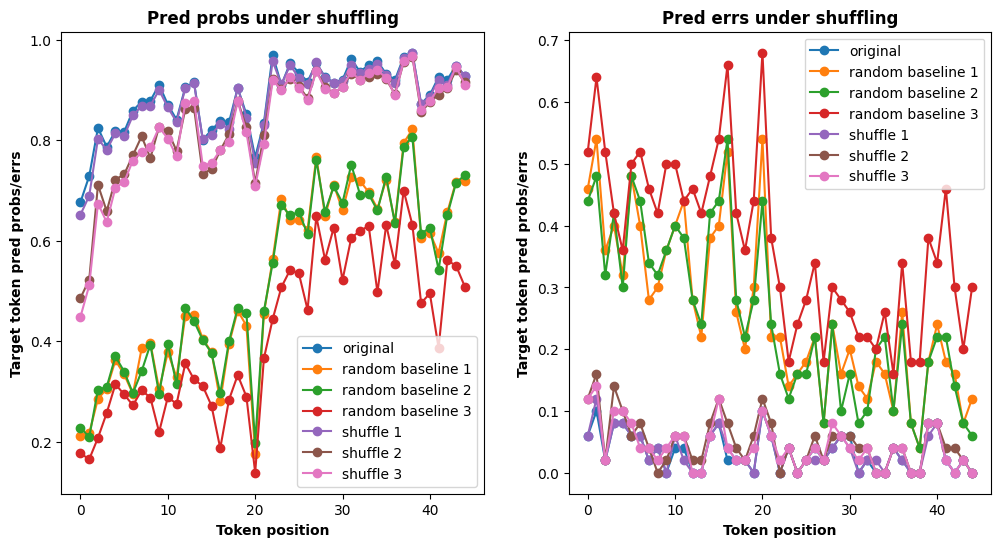 Pred probs under shuffling
Target token pred probs/errs
1.0
0.8
0.6
0.4
0.2
0
10
20
30
40
Token position
original
random baseline 1
random baseline 2
random baseline 3
shuffle 1
shuffle 2
shuffle 3
Pred errs under shuffling
Target token pred probs/errs
0.7
0.6
0.5
0.4
0.3
0.2
0.1
0.0
0
10
20
30
40
Token position
original
random baseline 1
random baseline 2
random baseline 3
shuffle 1
shuffle 2
shuffle 3